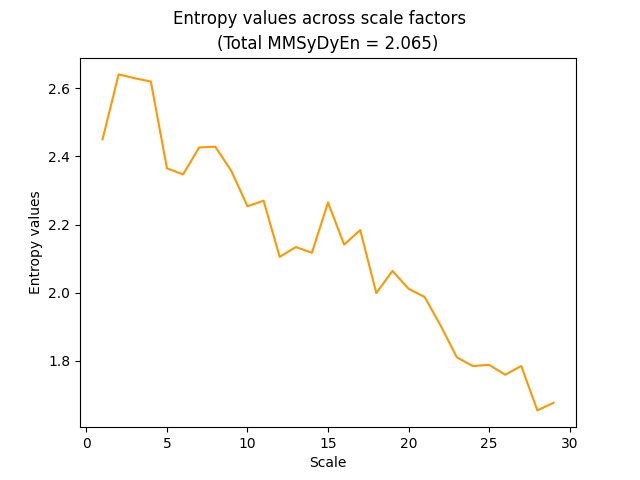 Entropy values across scale factors
(Total MMSyDyEn = 2.065)
Entropy values
2.6
2.4
2.2
2.0
1.8
0 5 10 15 20 25 30
Scale